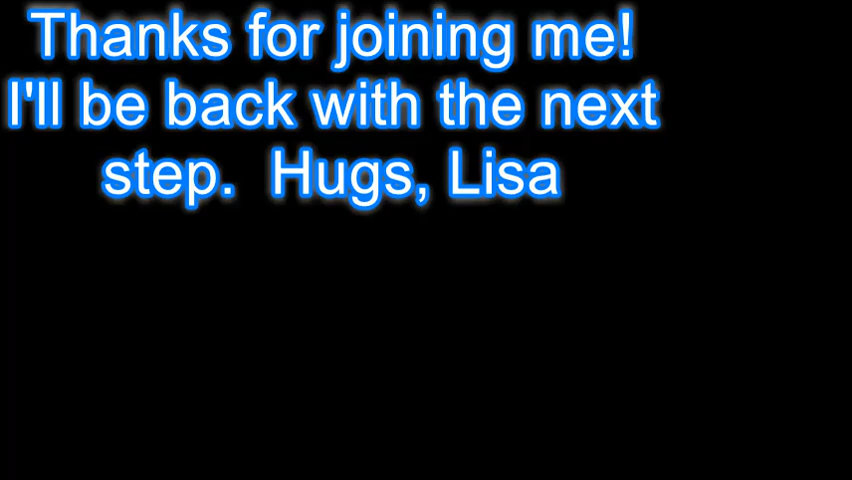 Thanks for joining me!
I'll be back with the next
step.  Hugs, Lisa